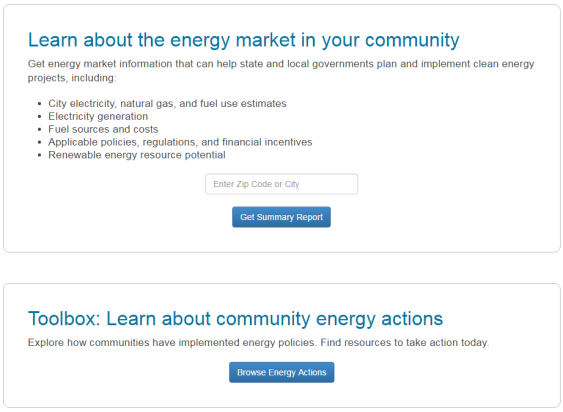 Learn about the energy market in your community
Get energy market information that can help state and local governments plan and implement clean energy
projects, including:
• City electricity, natural gas, and fuel use estimates
• Electricity generation
• Fuel sources and costs
• Applicable policies, regulations, and financial incentives
• Renewable energy resource potential
Enter Zip Code or City
Get Summary Report
Toolbox: Learn about community energy actions
Explore how communities have implemented energy policies. Find resources to take action today.
Browse Energy Actions